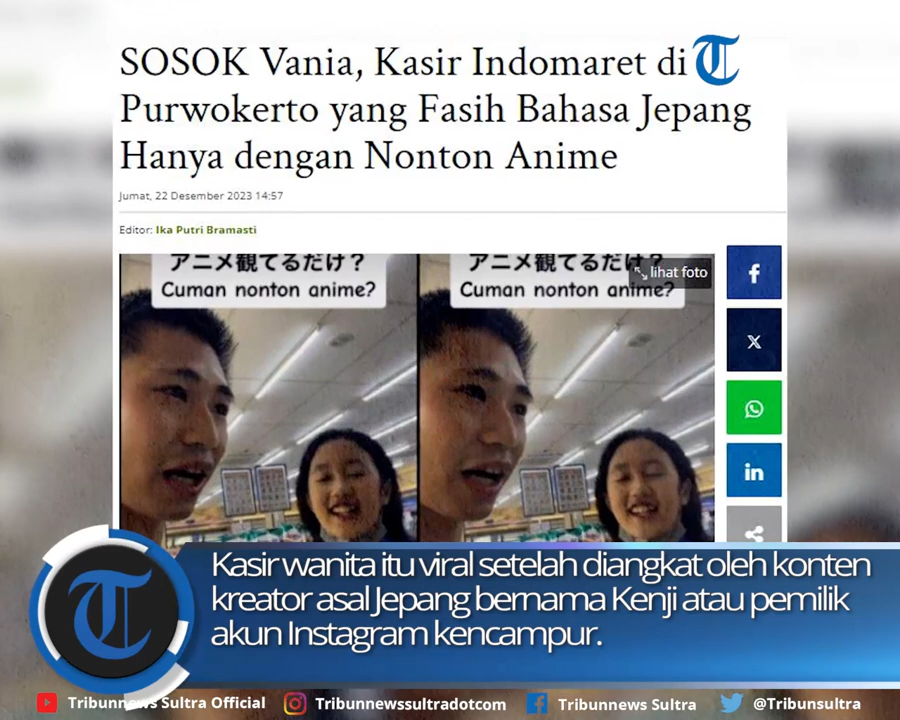 SOSOK Vania, Kasir Indomaret di
Purwokerto yang Fasih Bahasa Jepang
Hanya dengan Nonton Anime
Jumat, 22 Desember 2023 14:57
Editor: Ika Putri Bramasti
アニメ観てるだけ？
Cuman nonton anime?
アニメ観てるだけ？
Cuman nonton anime?
lihat foto
Kasir wanita itu viral setelah diangkat oleh konten
kreator asal Jepang bernama Kenji atau pemilik
akun Instagram kencampur.
Tribunnews Sultra Official
Tribunnewssultradotcom
Tribunnews Sultra
@Tribunsultra